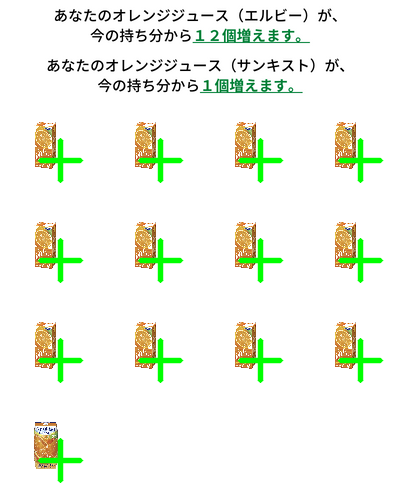 あなたのオレンジジュース（エルビー）が、
今の持ち分から１２個増えます。
あなたのオレンジジュース（サンキスト）が、
今の持ち分から１個増えます。